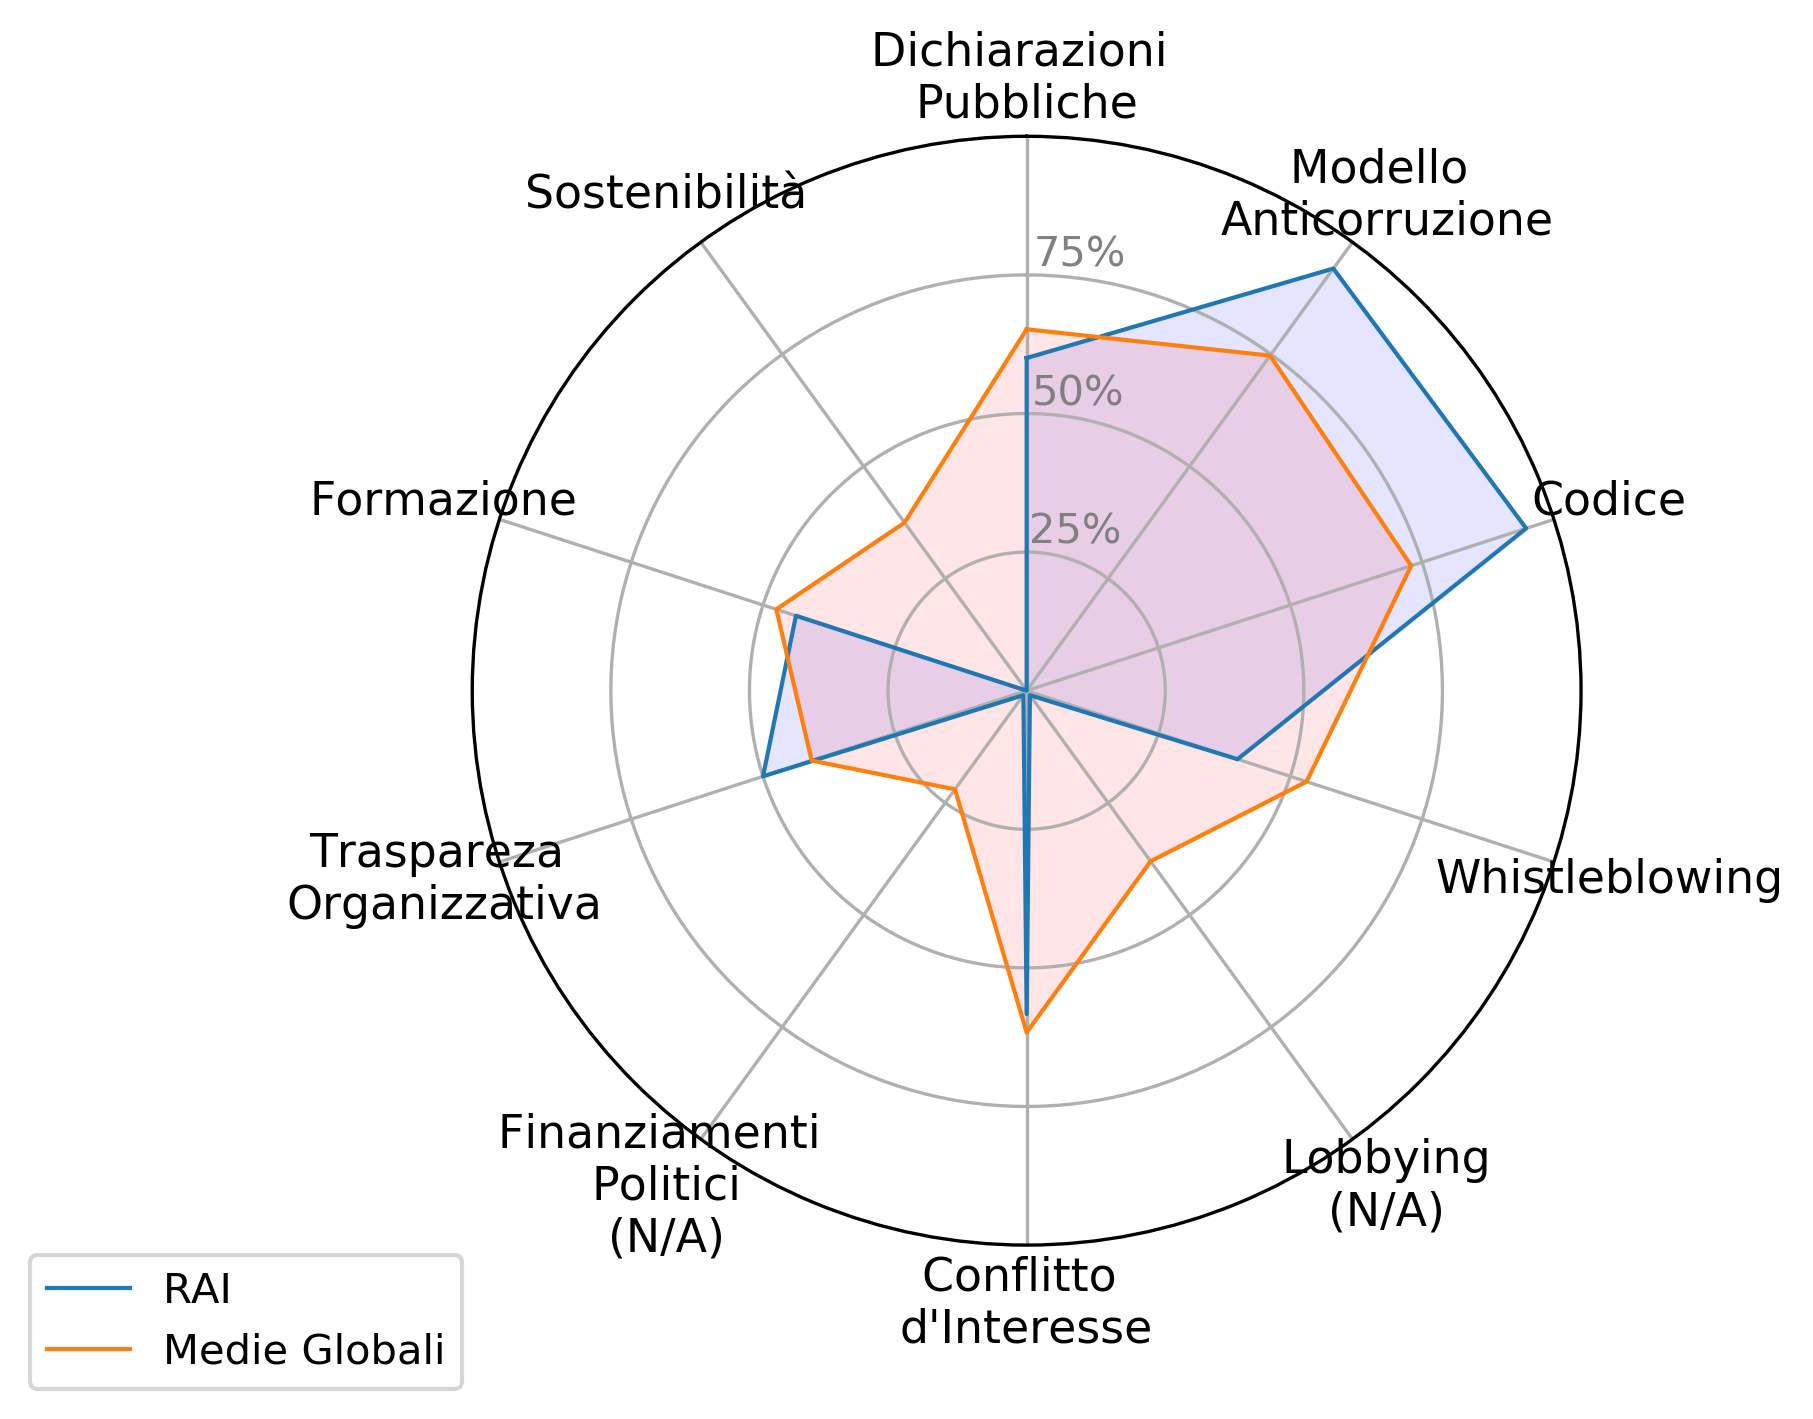 Dichiarazioni
Pubbliche
Modello
Anticorruzione
Sostenibilità
75%
50%
25%
Formazione
Codice
Traspareza
Organizzativa
Whistleblowing
Finanziamenti
Politici
(N/A)
Lobbying
(N/A)
Conflitto
d'Interesse
RAI
Medie Globali